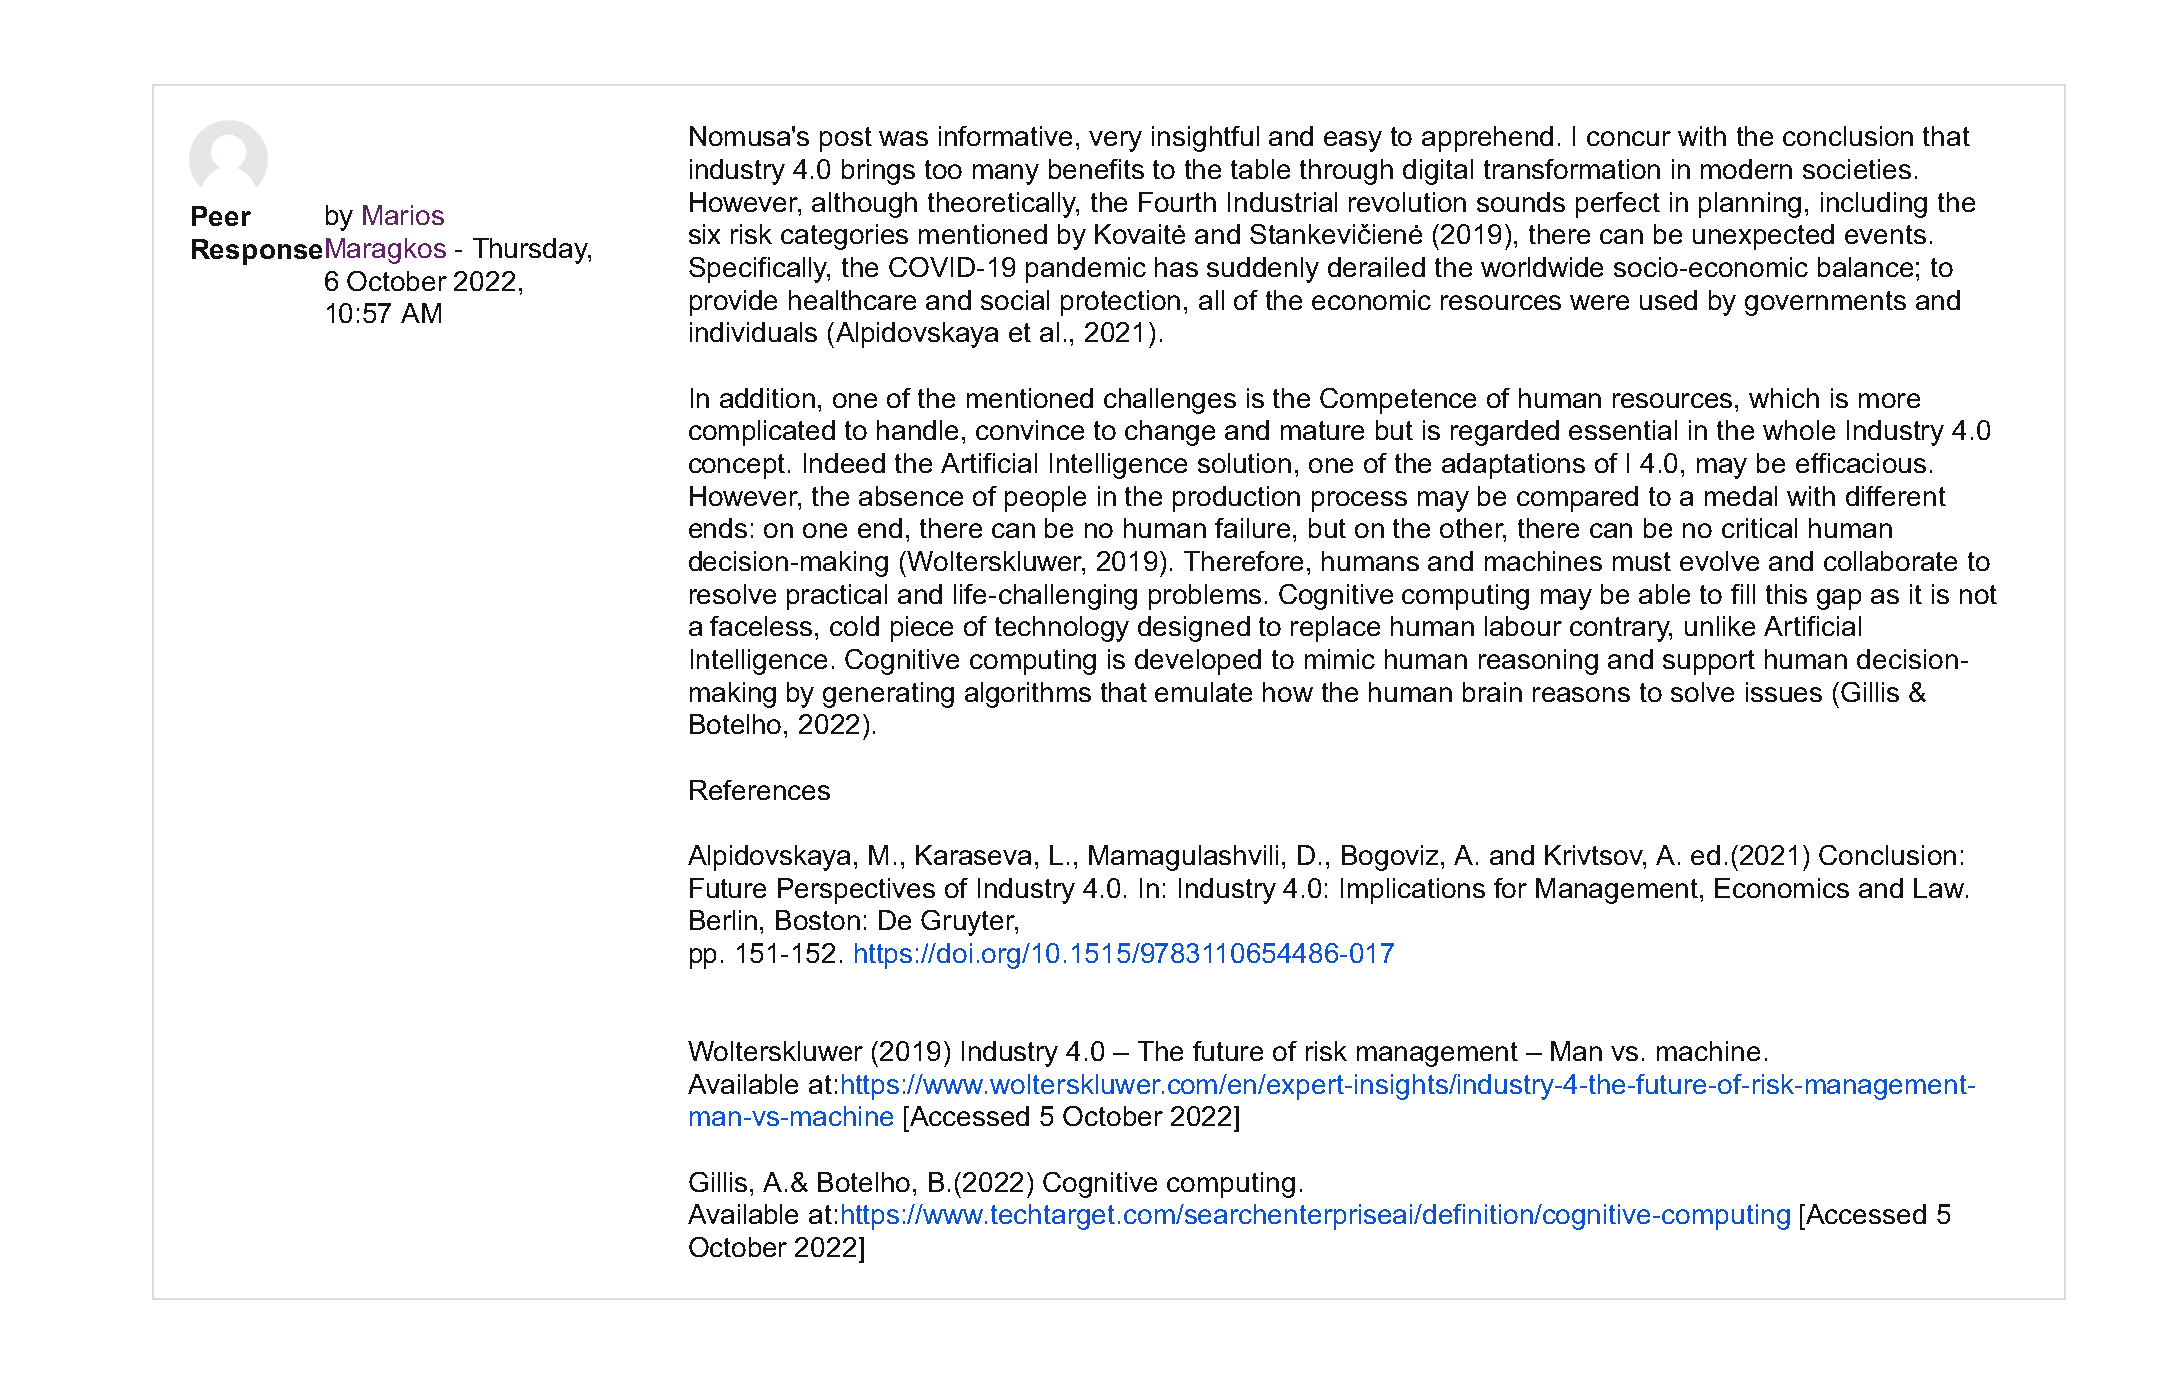 Peer
Response
by Marios
Maragkos - Thursday,
6 October 2022,
10:57 AM
Nomusa's post was informative, very insightful and easy to apprehend. I concur with the conclusion that
industry 4.0 brings too many benefits to the table through digital transformation in modern societies.
However, although theoretically, the Fourth Industrial revolution sounds perfect in planning, including the
six risk categories mentioned by Kovaitė and Stankevičienė (2019), there can be unexpected events.
Specifically, the COVID-19 pandemic has suddenly derailed the worldwide socio-economic balance; to
provide healthcare and social protection, all of the economic resources were used by governments and
individuals (Alpidovskaya et al., 2021).
In addition, one of the mentioned challenges is the Competence of human resources, which is more
complicated to handle, convince to change and mature but is regarded essential in the whole Industry 4.0
concept. Indeed the Artificial Intelligence solution, one of the adaptations of I 4.0, may be efficacious.
However, the absence of people in the production process may be compared to a medal with different
ends: on one end, there can be no human failure, but on the other, there can be no critical human
decision-making (Wolterskluwer, 2019). Therefore, humans and machines must evolve and collaborate to
resolve practical and life-challenging problems. Cognitive computing may be able to fill this gap as it is not
a faceless, cold piece of technology designed to replace human labour contrary, unlike Artificial
Intelligence. Cognitive computing is developed to mimic human reasoning and support human decision-
making by generating algorithms that emulate how the human brain reasons to solve issues (Gillis &
Botelho, 2022).
References
Alpidovskaya, M., Karaseva, L., Mamagulashvili, D., Bogoviz, A. and Krivtsov, A. ed.(2021) Conclusion:
Future Perspectives of Industry 4.0. In: Industry 4.0: Implications for Management, Economics and Law.
Berlin, Boston: De Gruyter,
pp. 151-152. https://doi.org/10.1515/9783110654486-017
Wolterskluwer (2019) Industry 4.0 – The future of risk management – Man vs. machine.
Available at:https://www.wolterskluwer.com/en/expert-insights/industry-4-the-future-of-risk-management-
man-vs-machine [Accessed 5 October 2022]
Gillis, A.& Botelho, B.(2022) Cognitive computing.
Available at:https://www.techtarget.com/searchenterpriseai/definition/cognitive-computing [Accessed 5
October 2022]